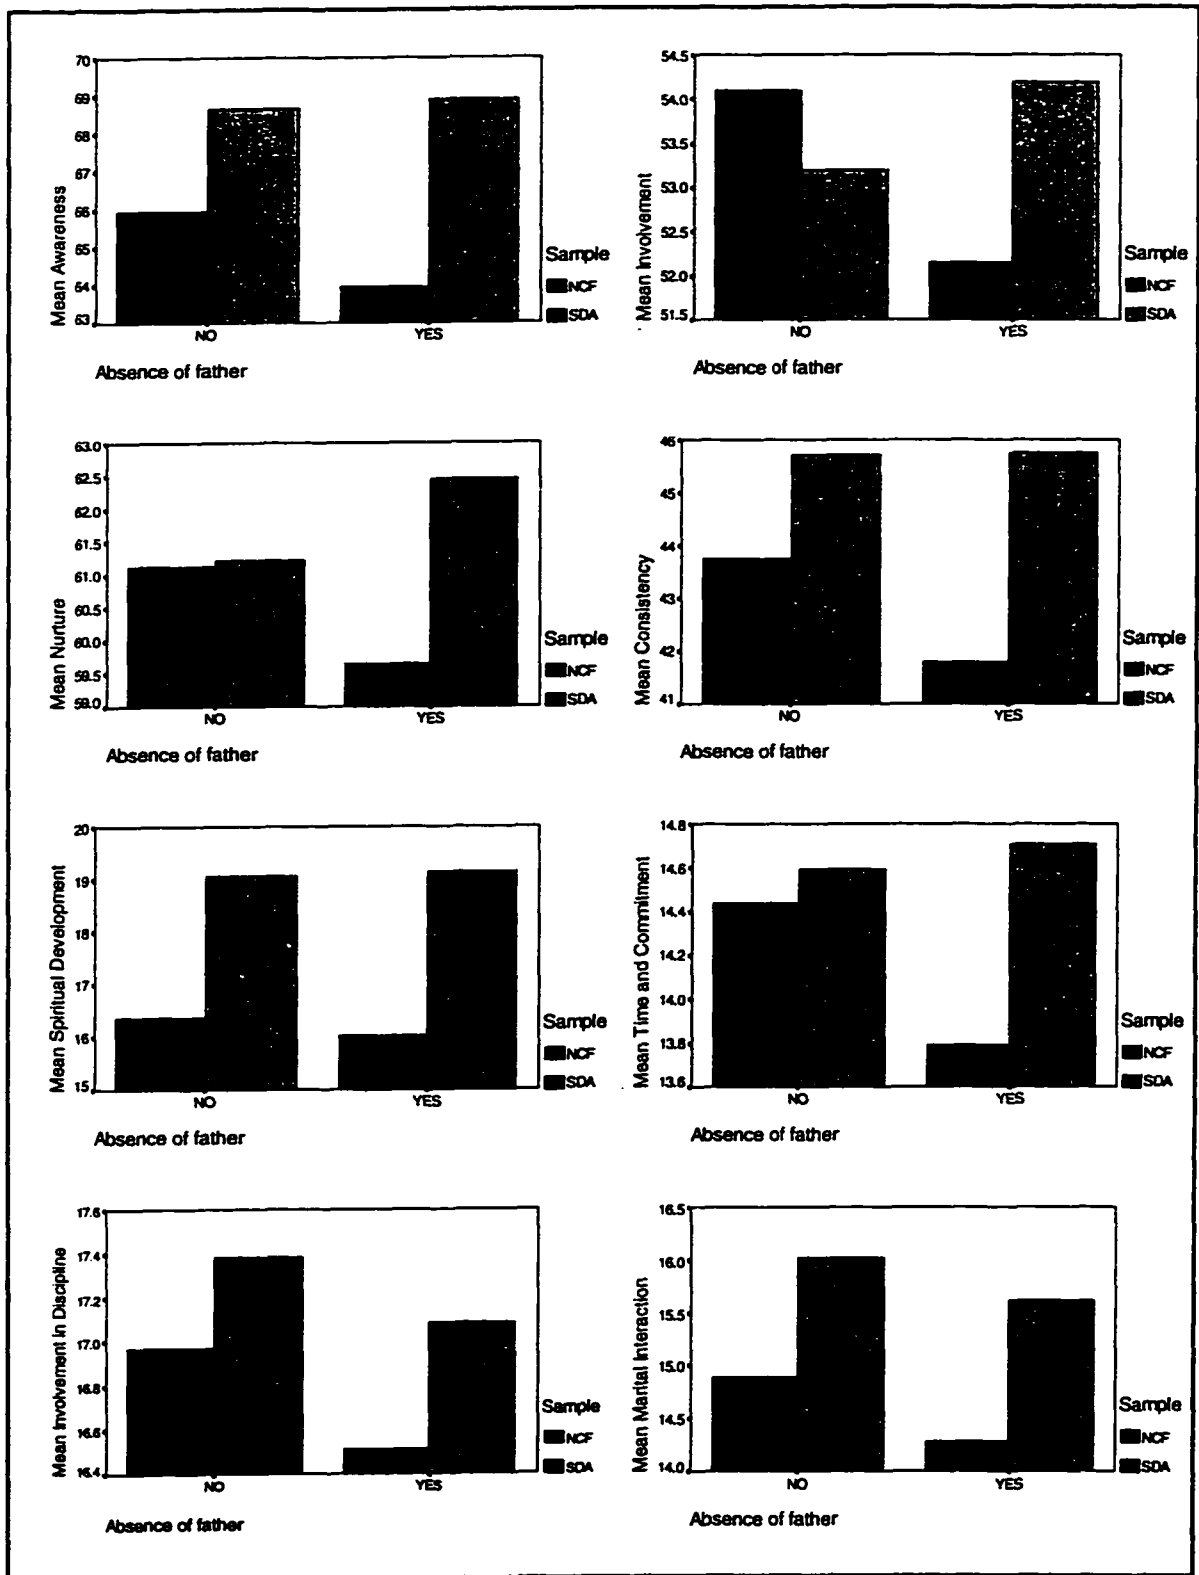 Mean Awareness
70
69
68
67
66
65
64
63
NO
YES
Absence of father
Sample
NCF
SDA
Mean Involvement
54.5
54.0
53.5
53.0
52.5
52.0
51.5
NO
YES
Absence of father
Sample
NCF
SDA
Mean Nurture
63.0
62.5
62.0
61.5
61.0
60.5
60.0
59.5
59.0
NO
YES
Absence of father
Sample
NCF
SDA
Mean Consistency
46
45
44
43
42
41
NO
YES
Absence of father
Sample
NCF
SDA
Mean Spiritual Development
20
19
18
17
16
15
NO
YES
Absence of father
Sample
NCF
SDA
Mean Time and Commitment
14.8
14.6
14.4
14.2
14.0
13.8
13.6
NO
YES
Absence of father
Sample
NCF
SDA
Mean Involvement in Discipline
17.6
17.4
17.2
17.0
16.8
16.6
16.4
NO
YES
Absence of father
Sample
NCF
SDA
Mean Marital Interaction
16.5
16.0
15.5
15.0
14.5
14.0
NO
YES
Absence of father
Sample
NCF
SDA